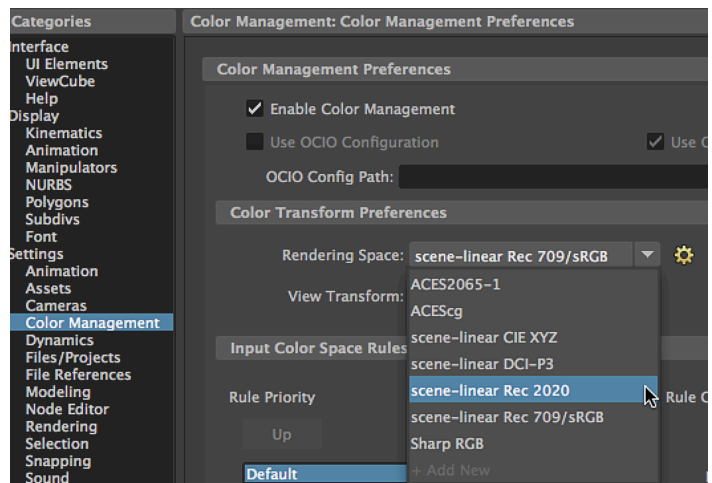 Categories
Interface
UI Elements
ViewCube
Help
Display
Kinematics
Animation
Manipulators
NURBS
Polygons
Subdivs
Font
Settings
Animation
Assets
Cameras
Color Management
Dynamics
Files/Projects
File References
Modeling
Node Editor
Rendering
Selection
Snapping
Sound
Color Management: Color Management Preferences
Color Management Preferences
Enable Color Management
Use OCIO Configuration
Use
OCIO Config Path:
Color Transform Preferences
Rendering Space: scene-linear Rec 709/sRGB
View Transform:
ACES2065-1
ACEScg
scene-linear CIE XYZ
scene-linear DCI-P3
scene-linear Rec 2020
scene-linear Rec 709/sRGB
Sharp RGB
+ Add New
Input Color Space Rules
Rule Priority
Rule
Up
Default